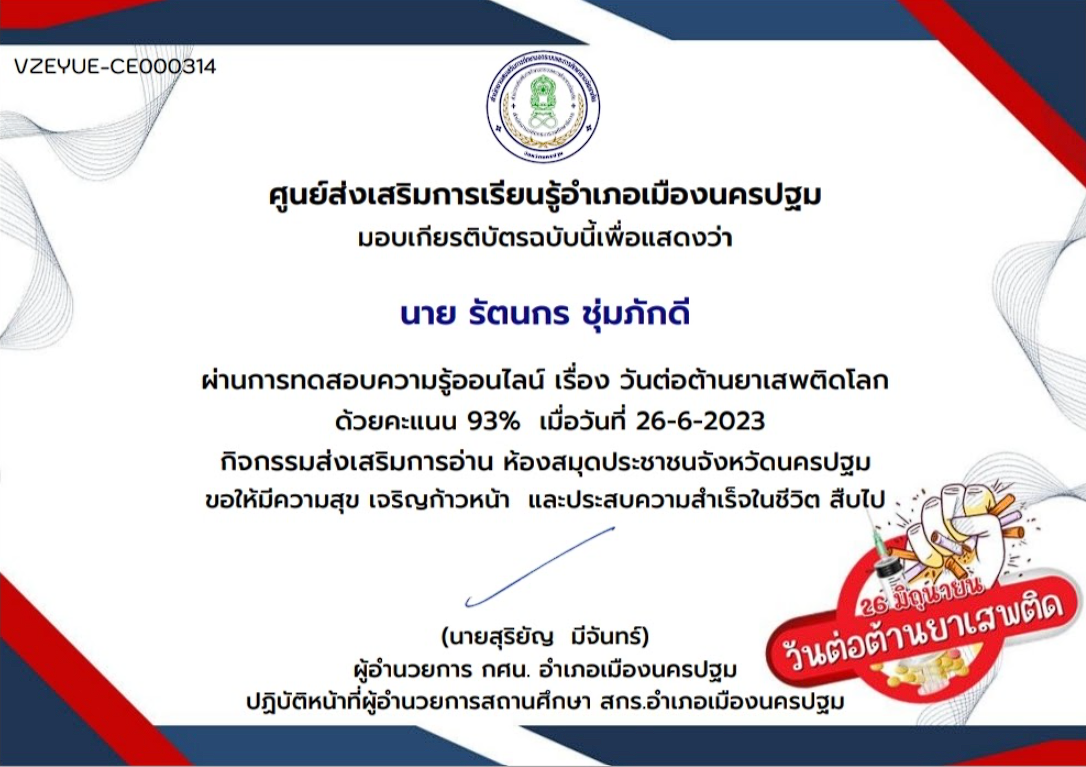 VZEYUE-CE000314
ศูนย์ส่งเสริมการเรียนรู้อำเภอเมืองนครปฐม
มอบเกียรติบัตรฉบับนี้เพื่อแสดงว่า
นาย รัตนกร ชุ่มภักดี
ผ่านการทดสอบความรู้ออนไลน์ เรื่อง วันต่อต้านยาเสพติดโลก
ด้วยคะแนน 93% เมื่อวันที่ 26-6-2023
กิจกรรมส่งเสริมการอ่าน ห้องสมุดประชาชนจังหวัดนครปฐม
ขอให้มีความสุข เจริญก้าวหน้า และประสบความสำเร็จในชีวิต สืบไป
26 มิถุนายน
วันต่อต้านยาเสพติด
(นายสุริยัญ มีจันทร์)
ผู้อำนวยการ กศน. อำเภอเมืองนครปฐม
ปฏิบัติหน้าที่ผู้อำนวยการสถานศึกษา สกร.อำเภอเมืองนครปฐม